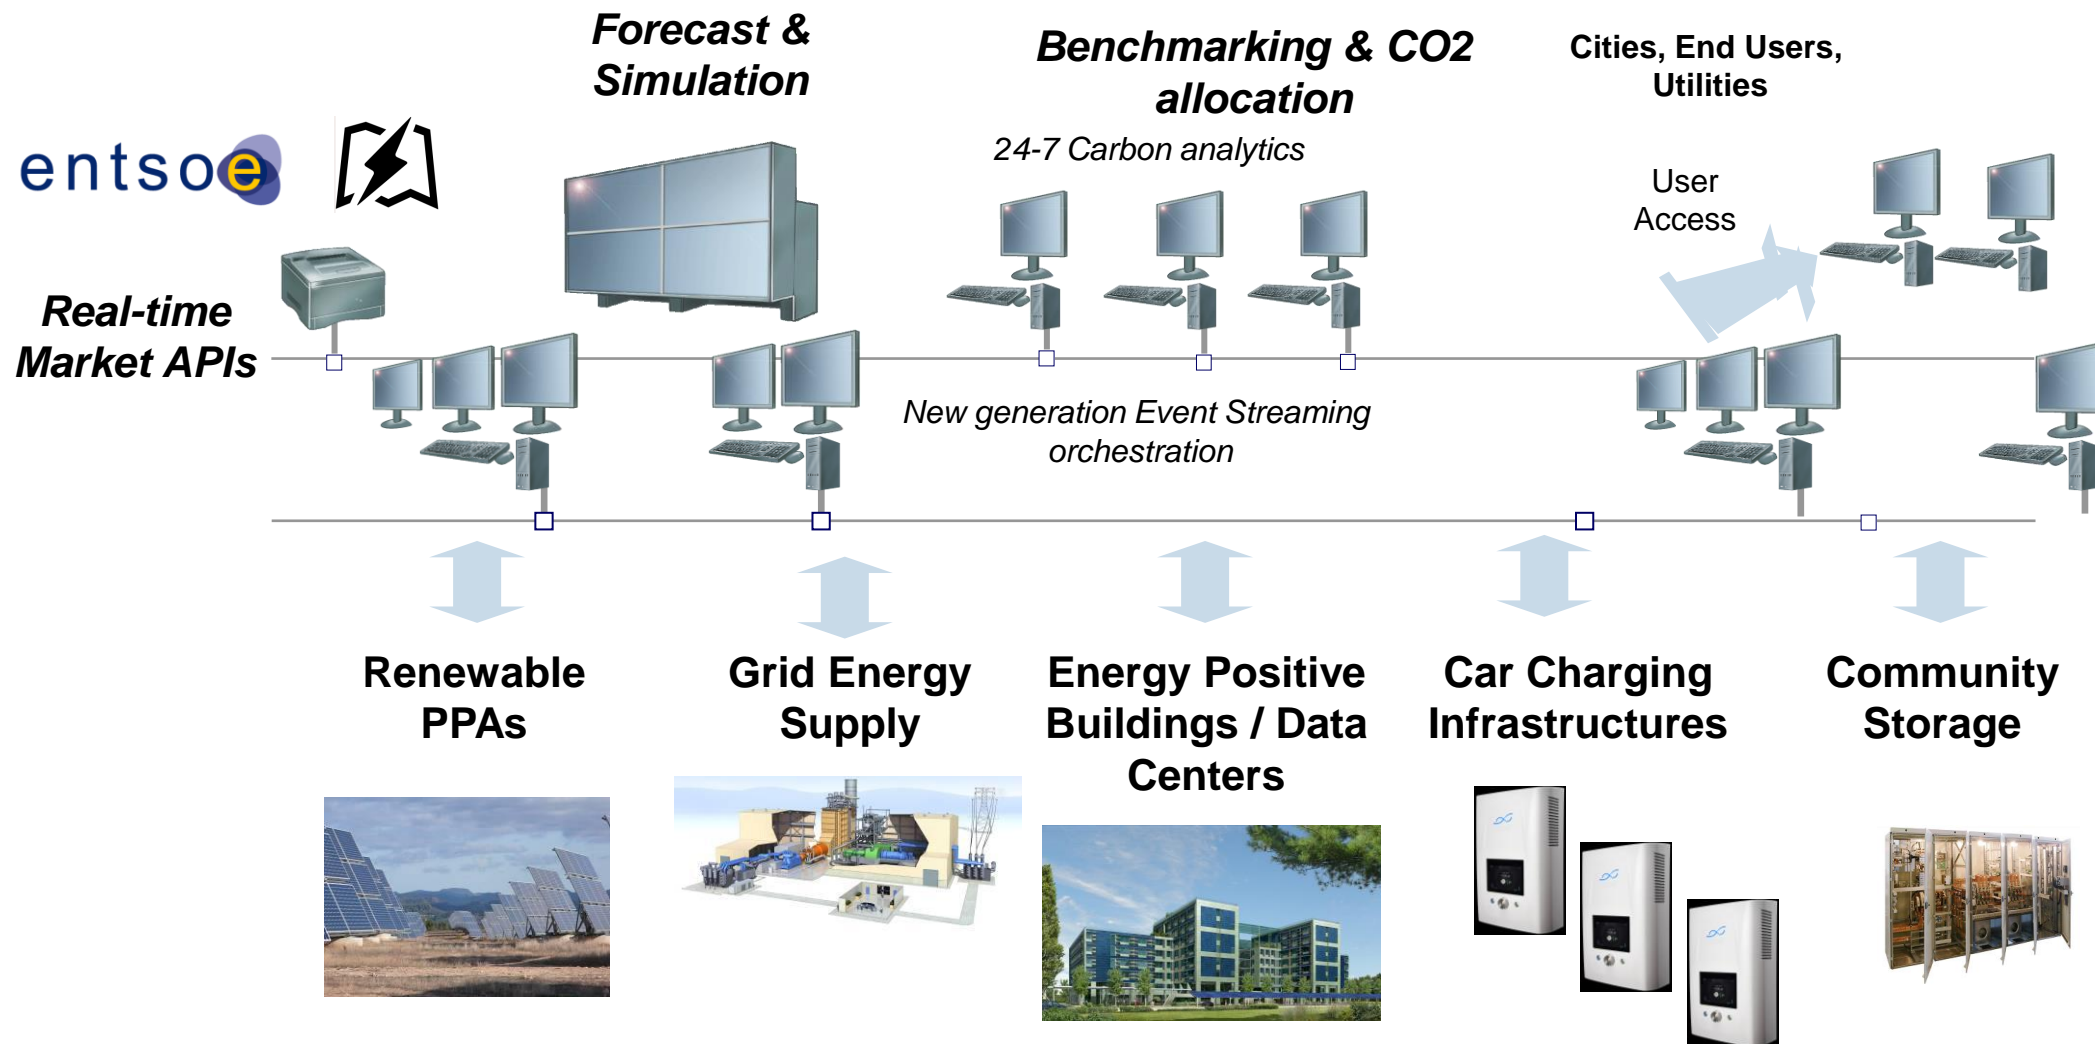 Forecast &
Simulation
Benchmarking & CO2
allocation
24-7 Carbon analytics
Cities, End Users,
Utilities
entsoe
User
Access
Real-time
Market APIs
New generation Event Streaming
orchestration
Renewable
PPAs
Grid Energy
Supply
Energy Positive
Buildings / Data
Centers
Car Charging
Infrastructures
Community
Storage